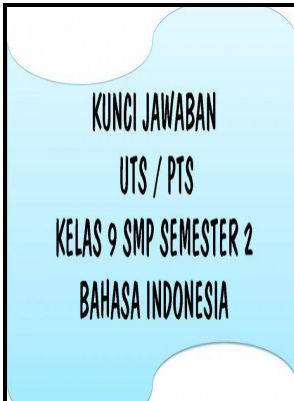 KUNCI JAWABAN
UTS / PTS
KELAS 9 SMP SEMESTER 2
BAHASA INDONESIA